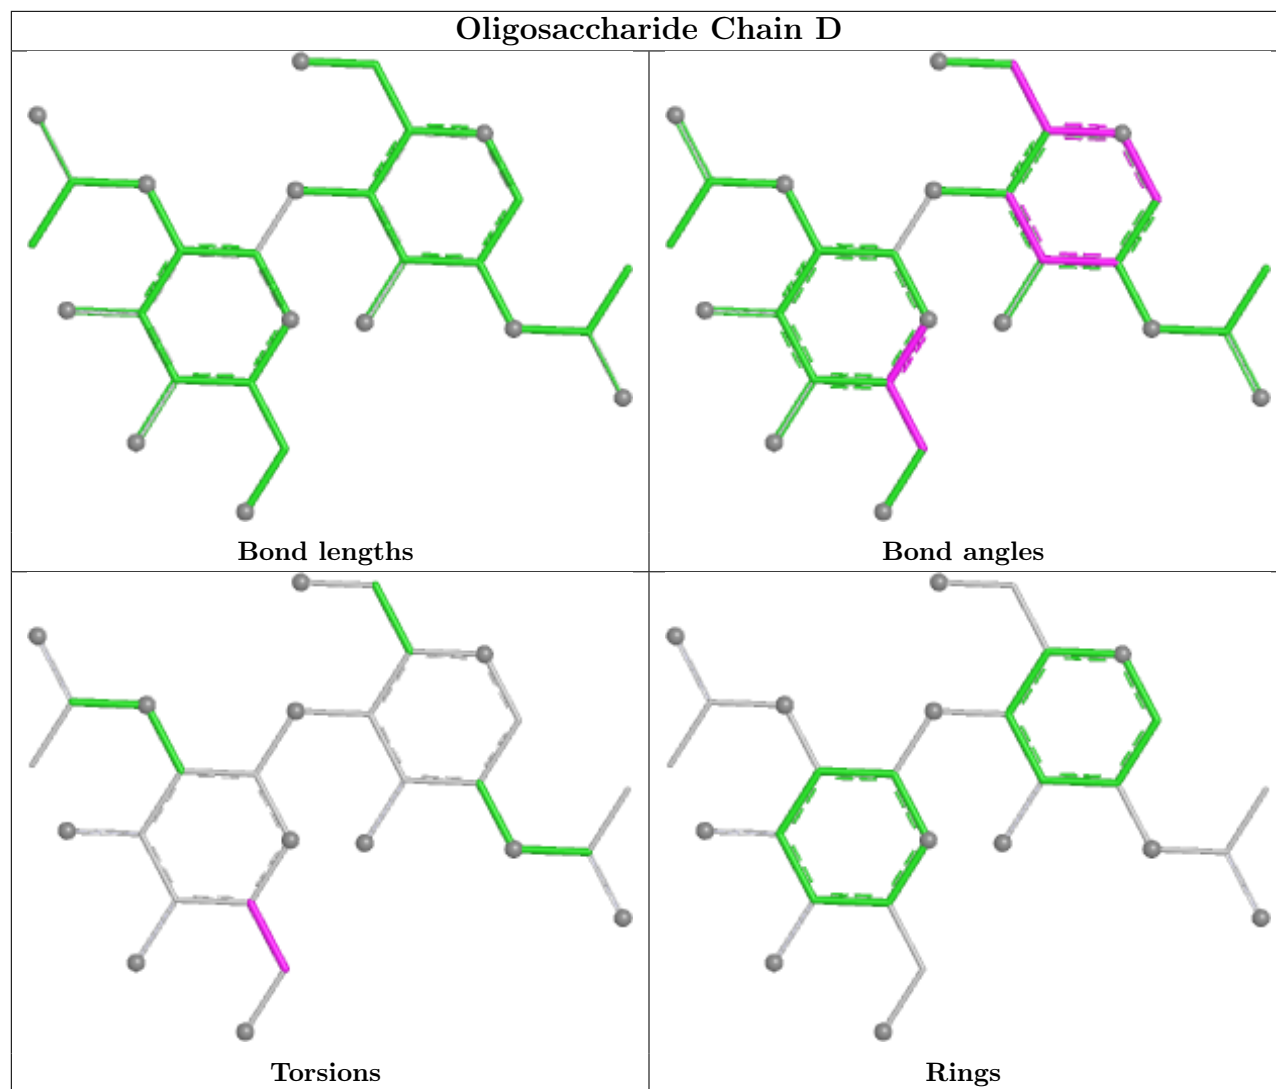 Oligosaccharide Chain D
Bond lengths
Bond angles
Torsions
Rings